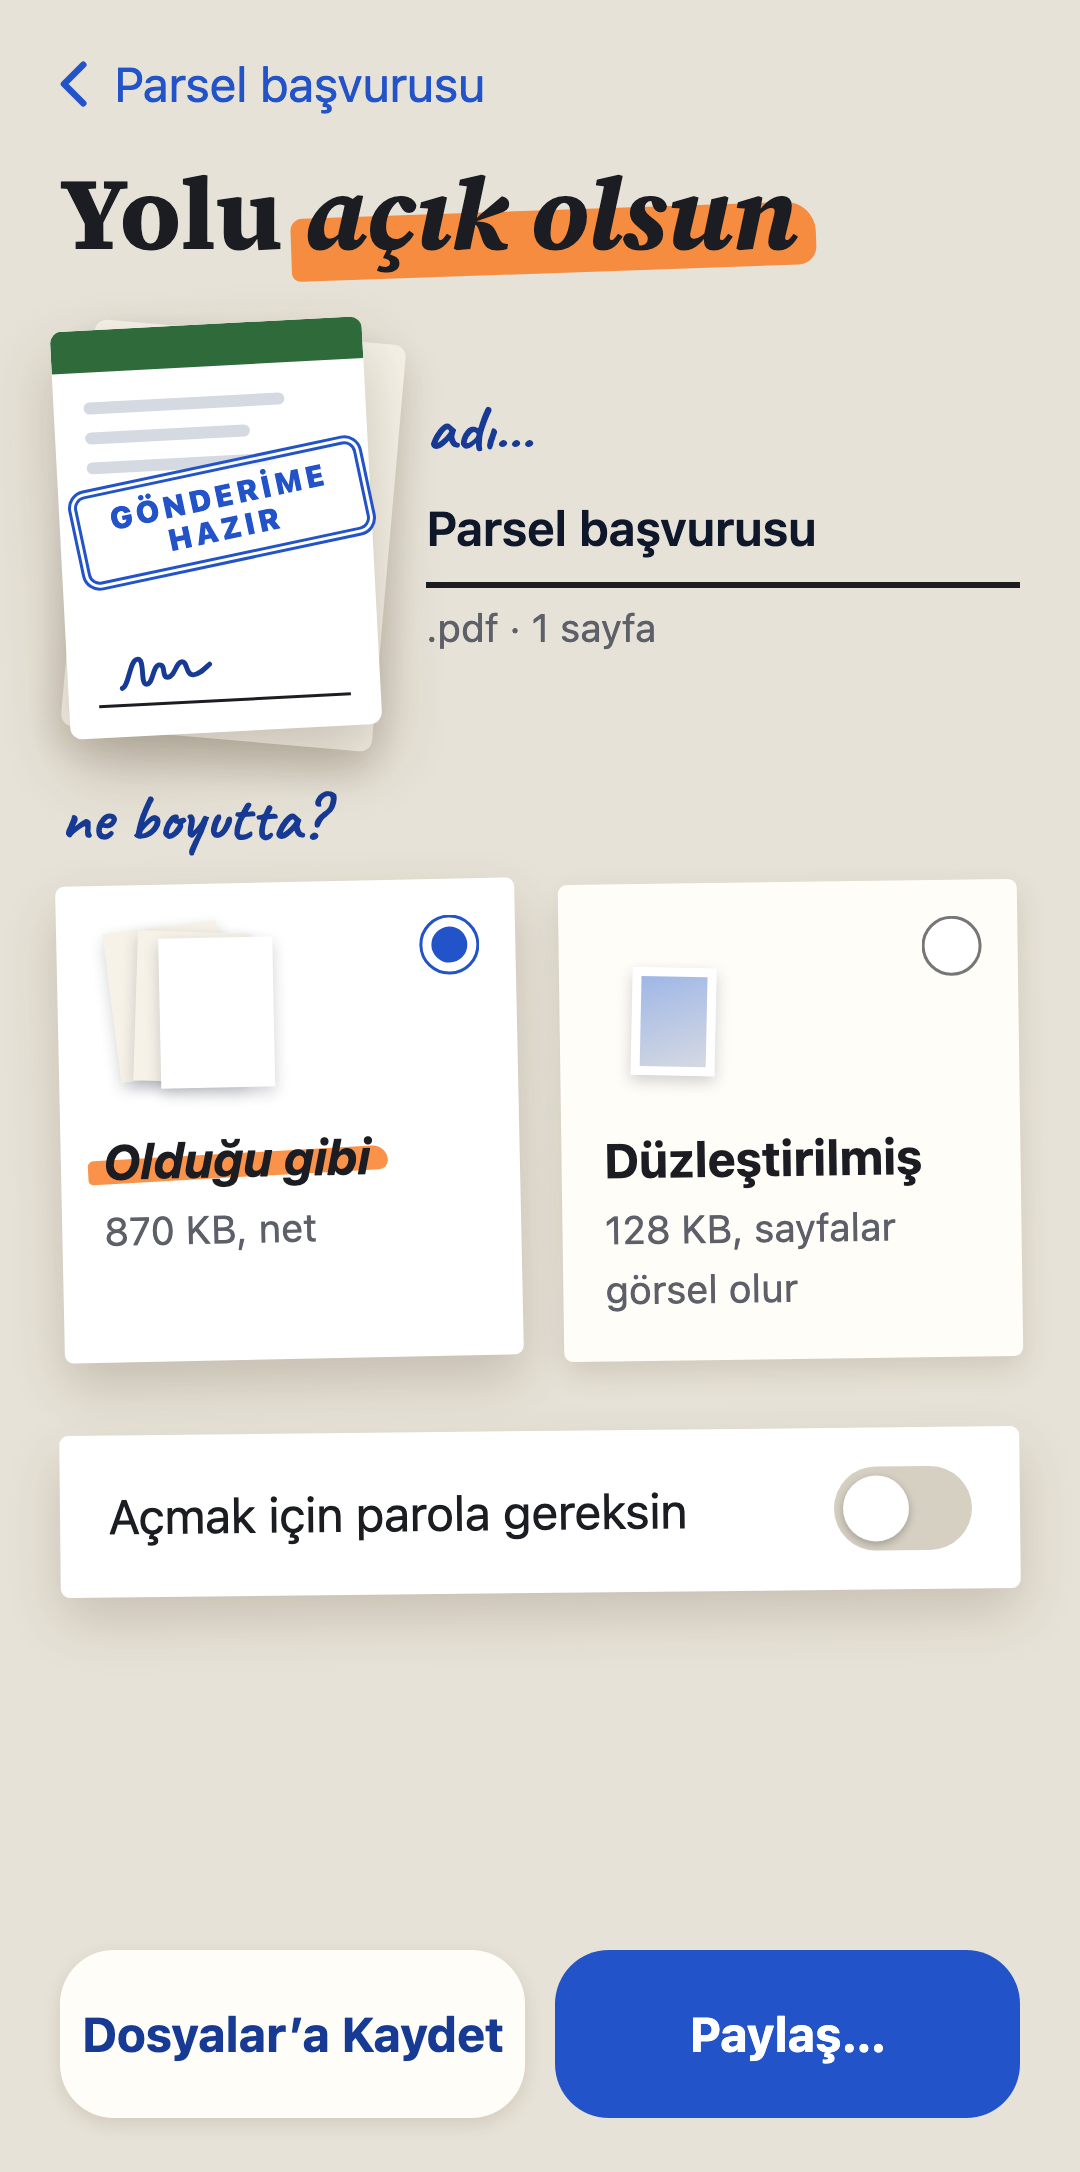 Parsel başvurusu
Yolu açık olsun
GÖNDERİME
HAZIR
adı...
Parsel başvurusu
.pdf · 1 sayfa
ne boyutta?
Olduğu gibi
870 KB, net
Düzleştirilmiş
128 KB, sayfalar
görsel olur
Açmak için parola gereksin
Dosyalar’a Kaydet
Paylaş...